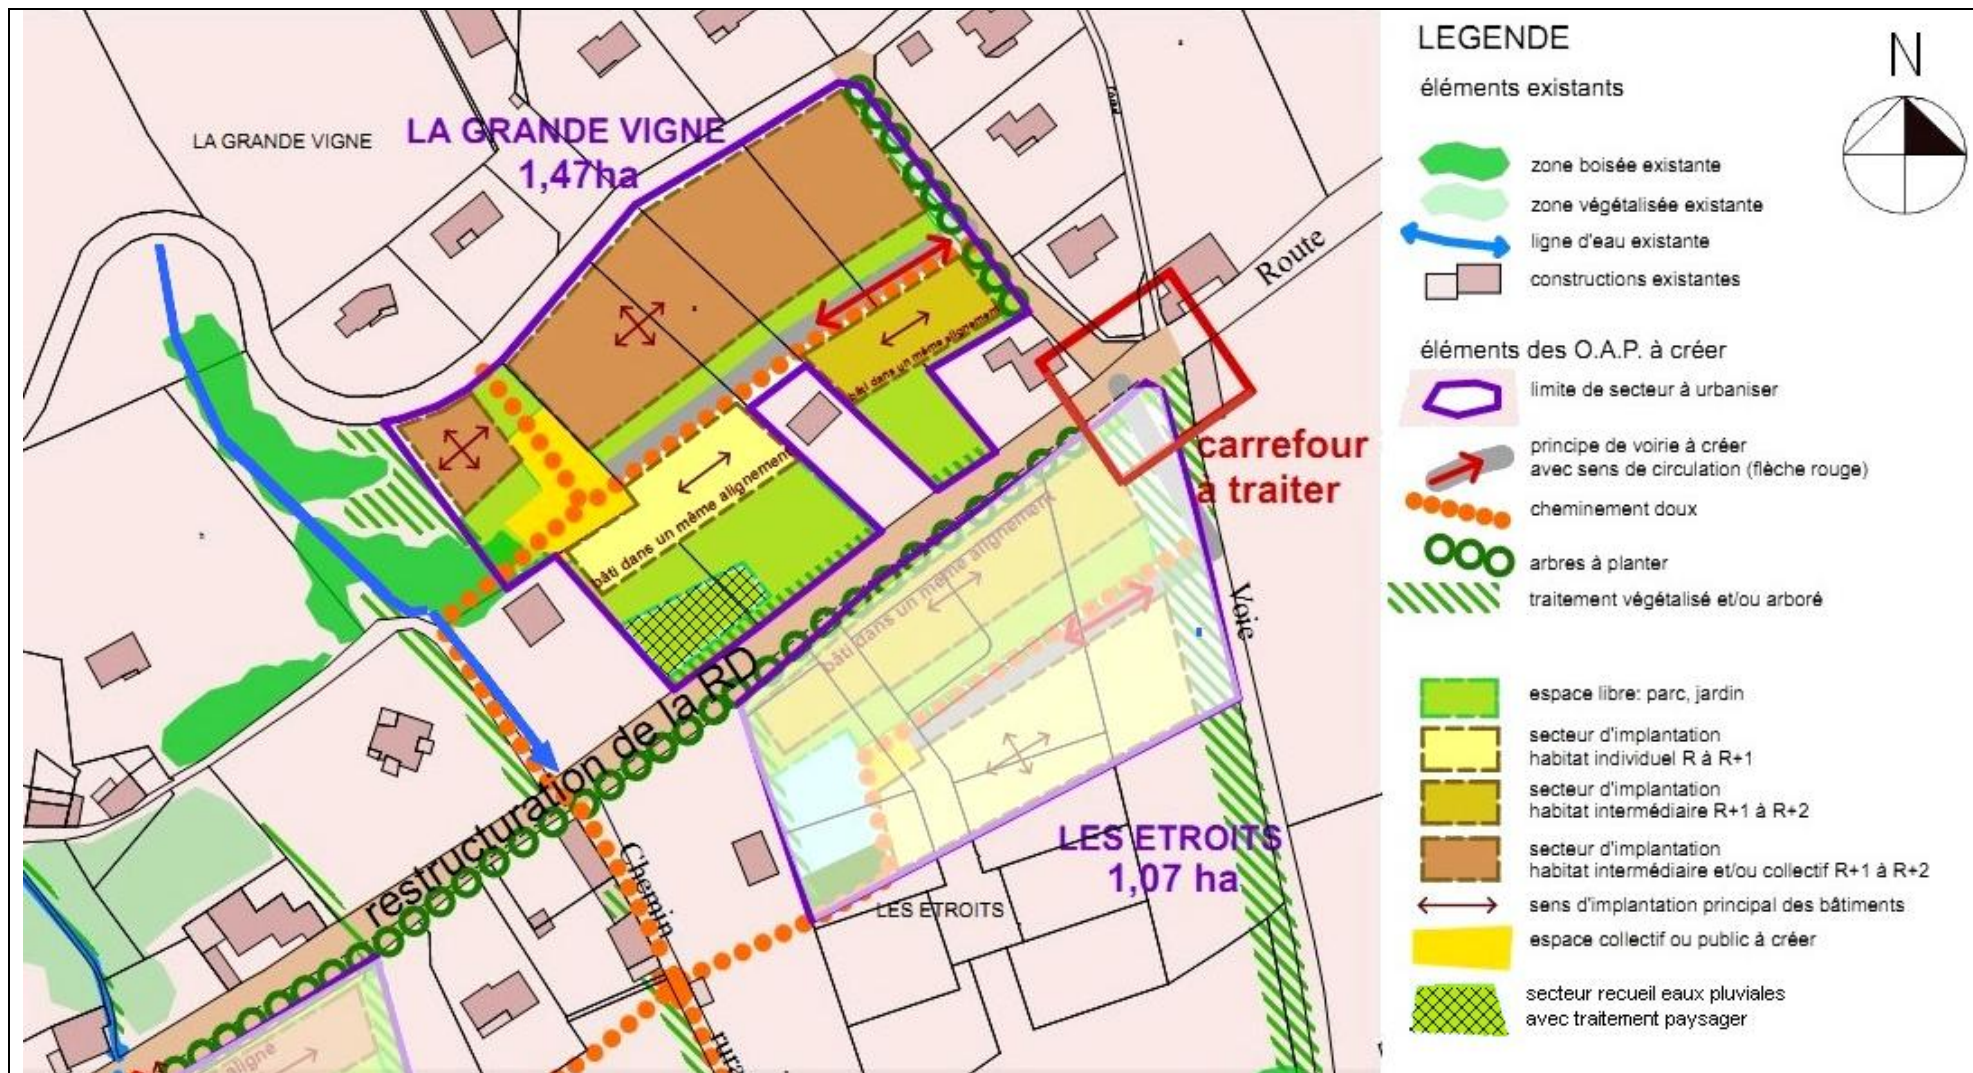 LA GRANDE VIGNE
LA GRANDE VIGNE
1,47ha
bâti dans un même alignement
bâti dans un même alignement
Route
carrefour
a traiter
bâti dans un même alignement
Voie
restructuration de la RD
LES ETROITS
1,07 ha
LES ETROITS
Chemin
rura
aligné
LEGENDE
N
éléments existants
zone boisée existante
zone végétalisée existante
ligne d'eau existante
constructions existantes
éléments des O.A.P. à créer
limite de secteur à urbaniser
principe de voirie à créer
avec sens de circulation (flèche rouge)
cheminement doux
arbres à planter
traitement végétalisé et/ou arboré
espace libre: parc, jardin
secteur d'implantation
habitat individuel R à R+1
secteur d'implantation
habitat intermédiaire R+1 à R+2
secteur d'implantation
habitat intermédiaire et/ou collectif R+1 à R+2
sens d'implantation principal des bâtiments
espace collectif ou public à créer
secteur recueil eaux pluviales
avec traitement paysager